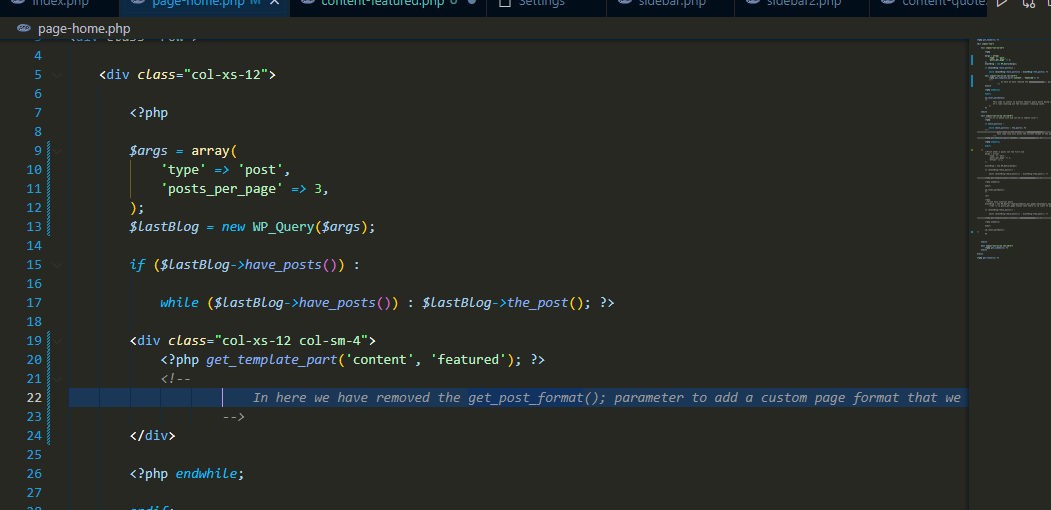 index.php page-home.php M content-featured.php U Settings sidebar.php sidebar2.php content-quote.
page-home.php
4
5 <div class="col-xs-12">
6
7 <?php
8
9 $args = array(
10 'type' => 'post',
11 'posts_per_page' => 3,
12 );
13 $lastBlog = new WP_Query($args);
14
15 if ($lastBlog->have_posts()) :
16
17 while ($lastBlog->have_posts()) : $lastBlog->the_post(); ?>
18
19 <div class="col-xs-12 col-sm-4">
20 <?php get_template_part('content', 'featured'); ?>
21 <!--
22 In here we have removed the get_post_format(); parameter to add a custom page format that we
23 -->
24 </div>
25
26 <?php endwhile;
27
28 endif;